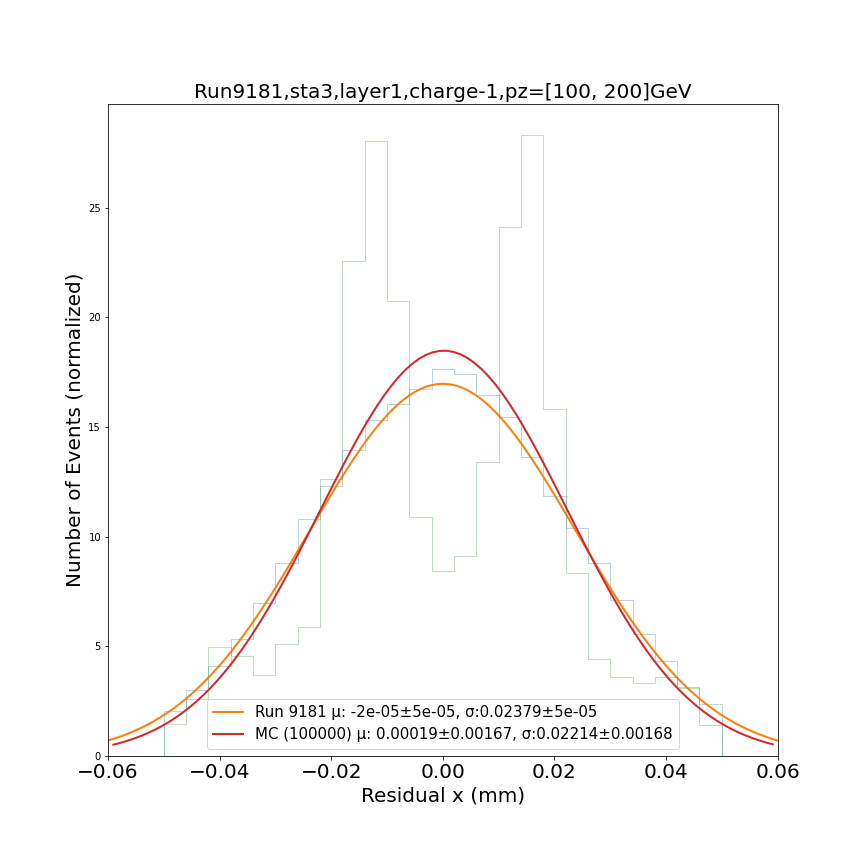 Run9181,sta3,layer1,charge-1,pz=[100, 200]GeV
Number of Events (normalized)
25
20
15
10
5
0
Run 9181 μ: -2e-05±5e-05, σ:0.02379±5e-05
MC (100000) μ: 0.00019±0.00167, σ:0.02214±0.00168
−0.06 −0.04 −0.02 0.00 0.02 0.04 0.06
Residual x (mm)